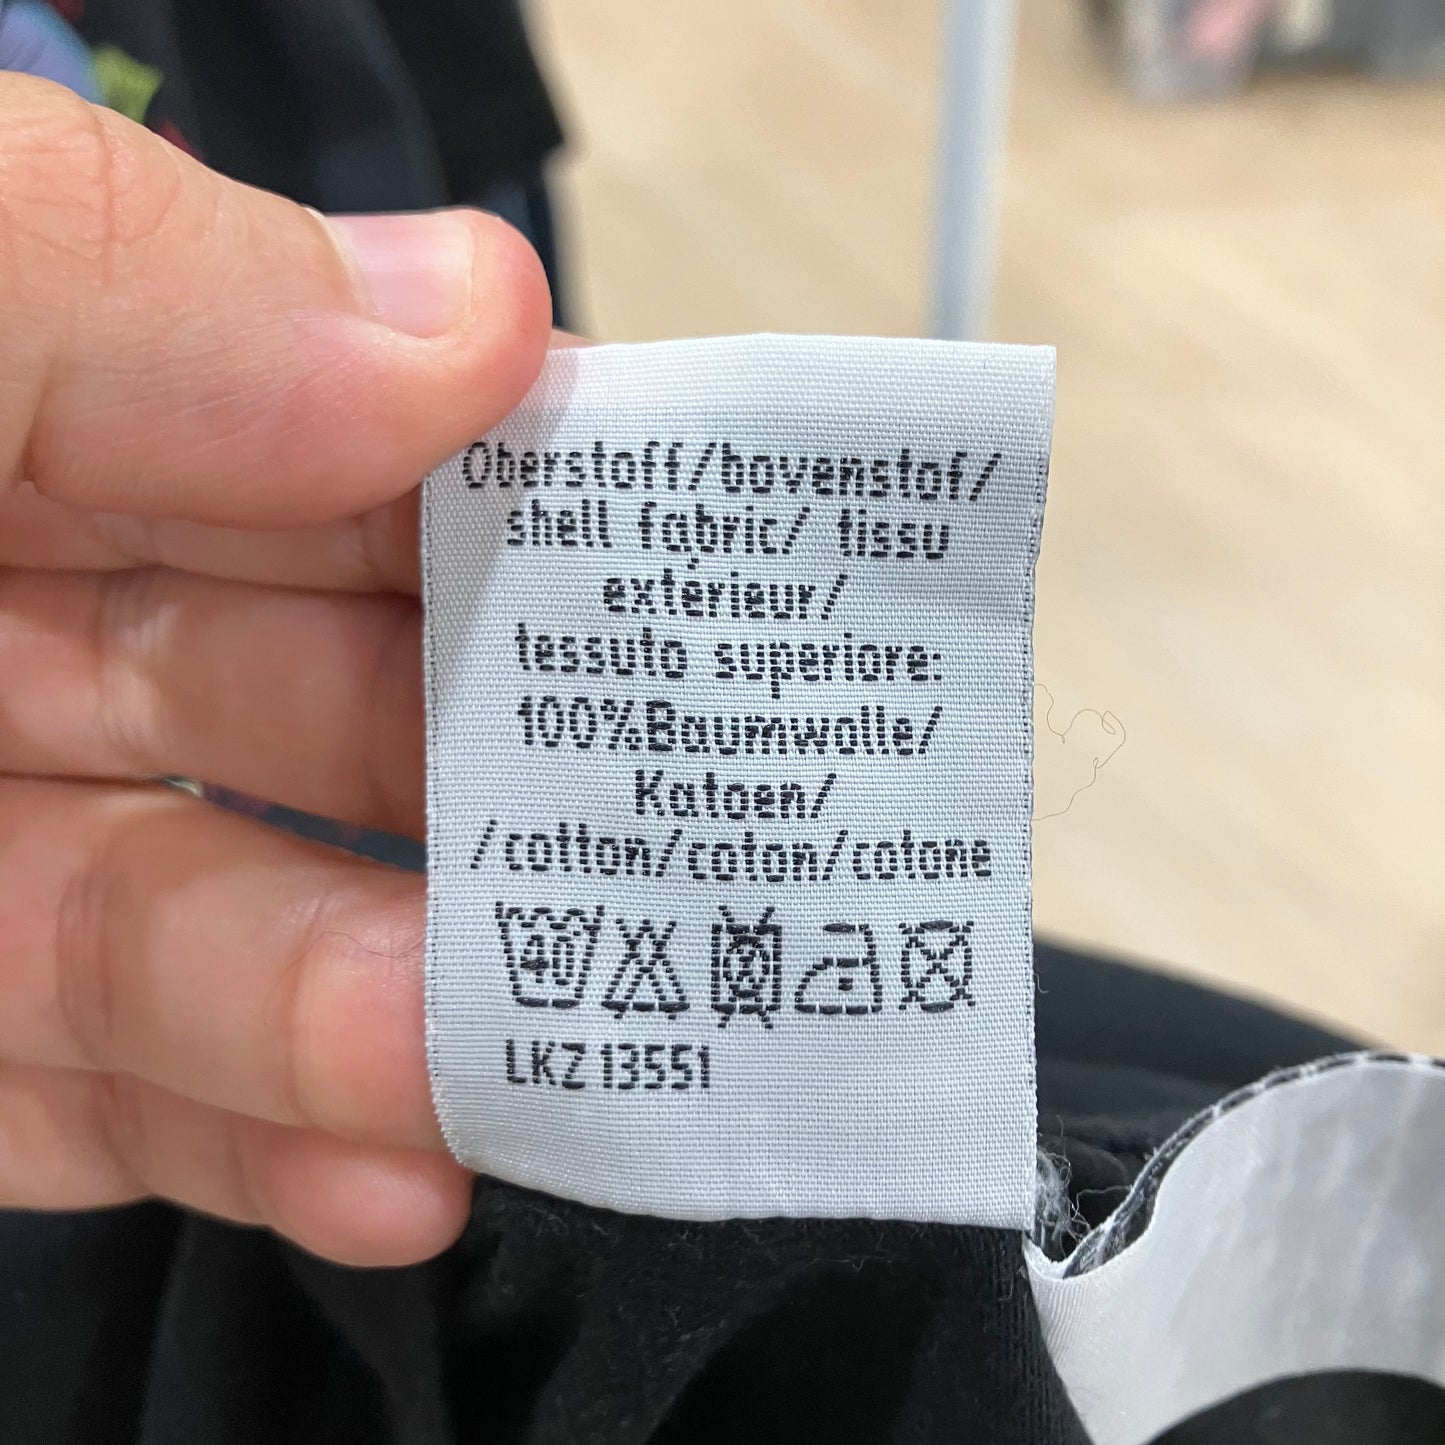 Oberstoff/bovenstof/
shell fabric/ tissu
extérieur/
tessuto superiore:
100%Baumwolle/
Katoen/
/cotton/coton/cotone
40
LKZ 13551